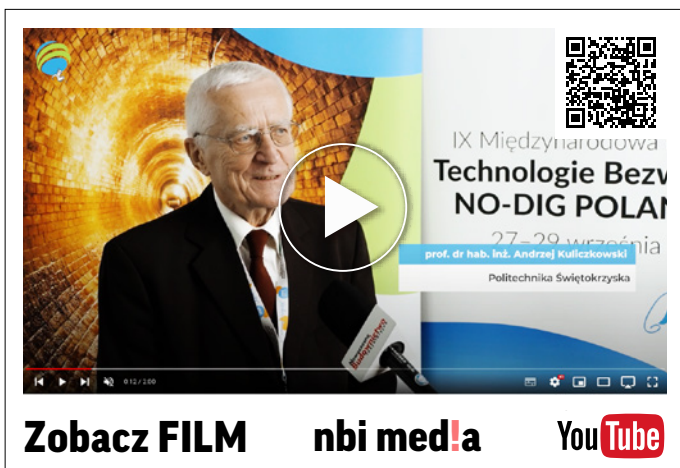 IX Międzynarodowa
Technologie Bezw
NO-DIG POLAN
27–29 września
prof. dr hab. inż. Andrzej Kuliczkowski
Politechnika Świętokrzyska
Budownictwo
0:12 / 2:00
Zobacz FILM
nbi med!a
YouTube